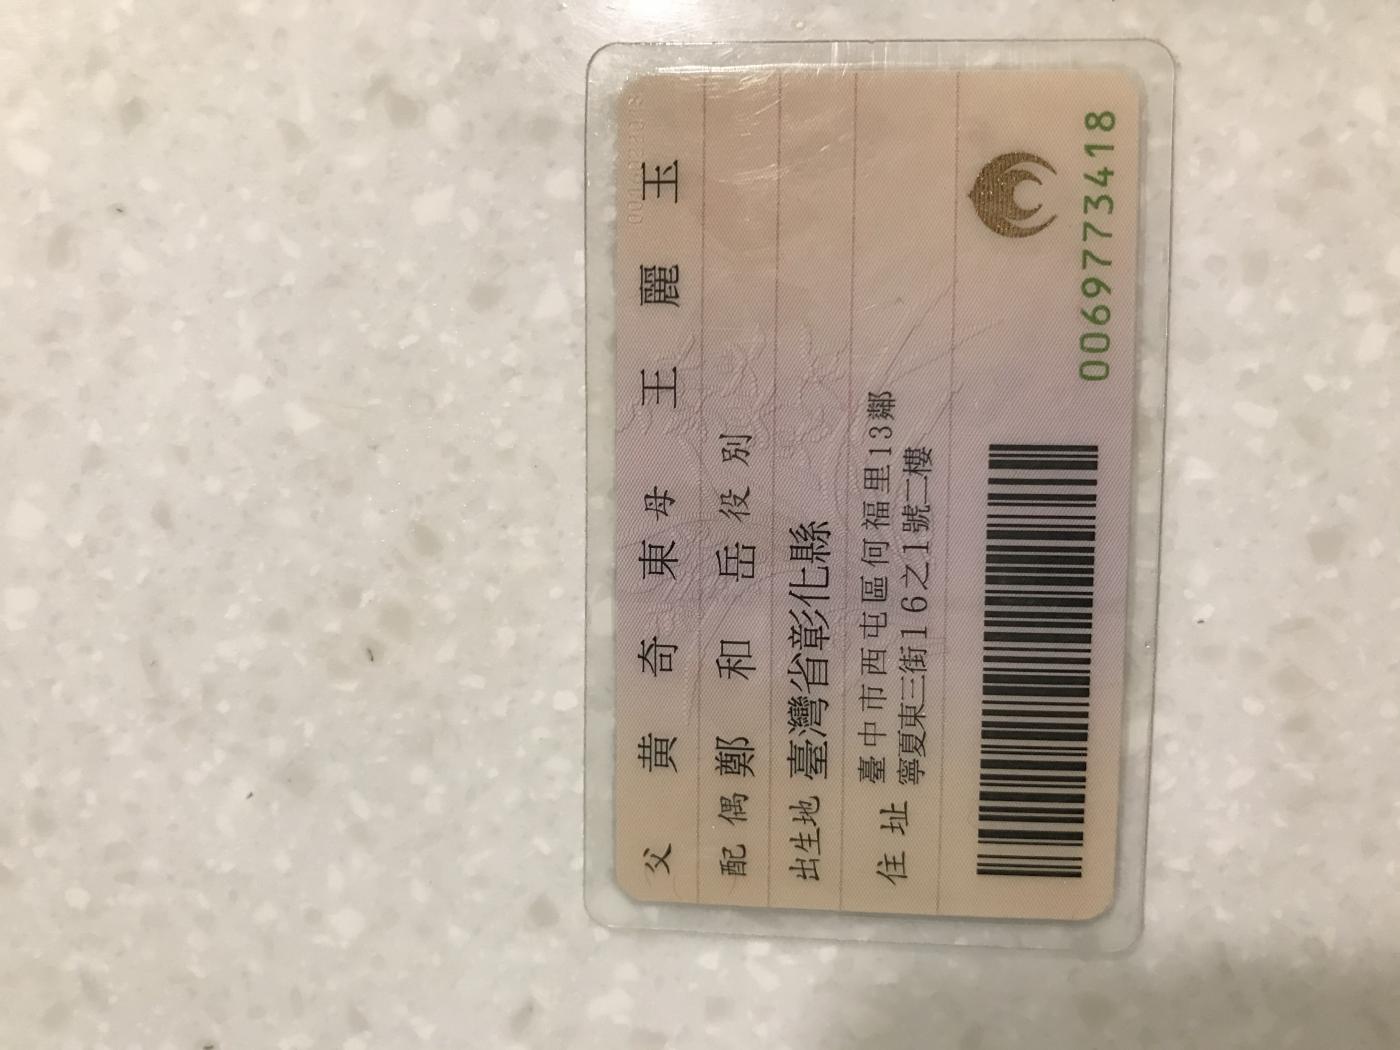 父 黃奇東 母 王麗玉
配偶 鄭和岳 役別
出生地 臺灣省彰化縣
住址 臺中市西屯區何福里13鄰
寧夏東三街16之1號二樓
0069773418